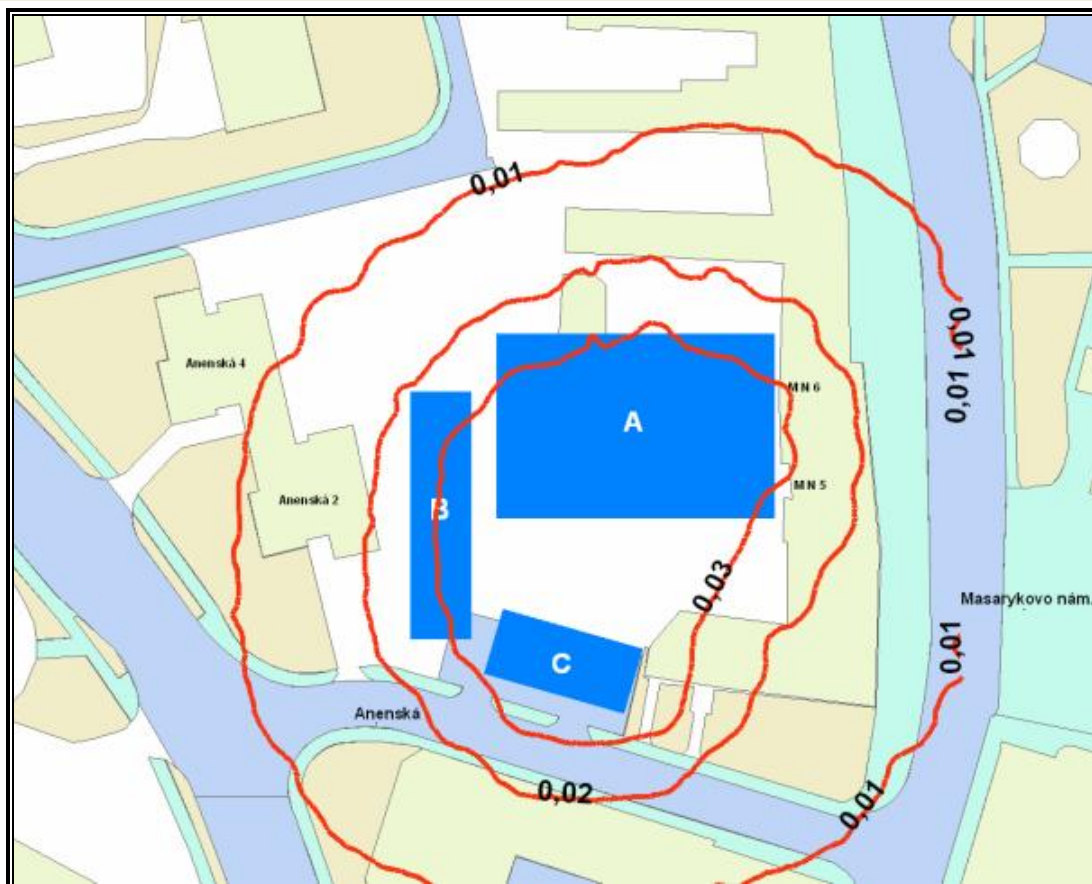 0,01
Anenská 4
MN 6
0,01
0,01
A
Anenská 2
MN 5
B
0,03
Masarykovo nám.
0,01
C
Anenská
0,02
0,01